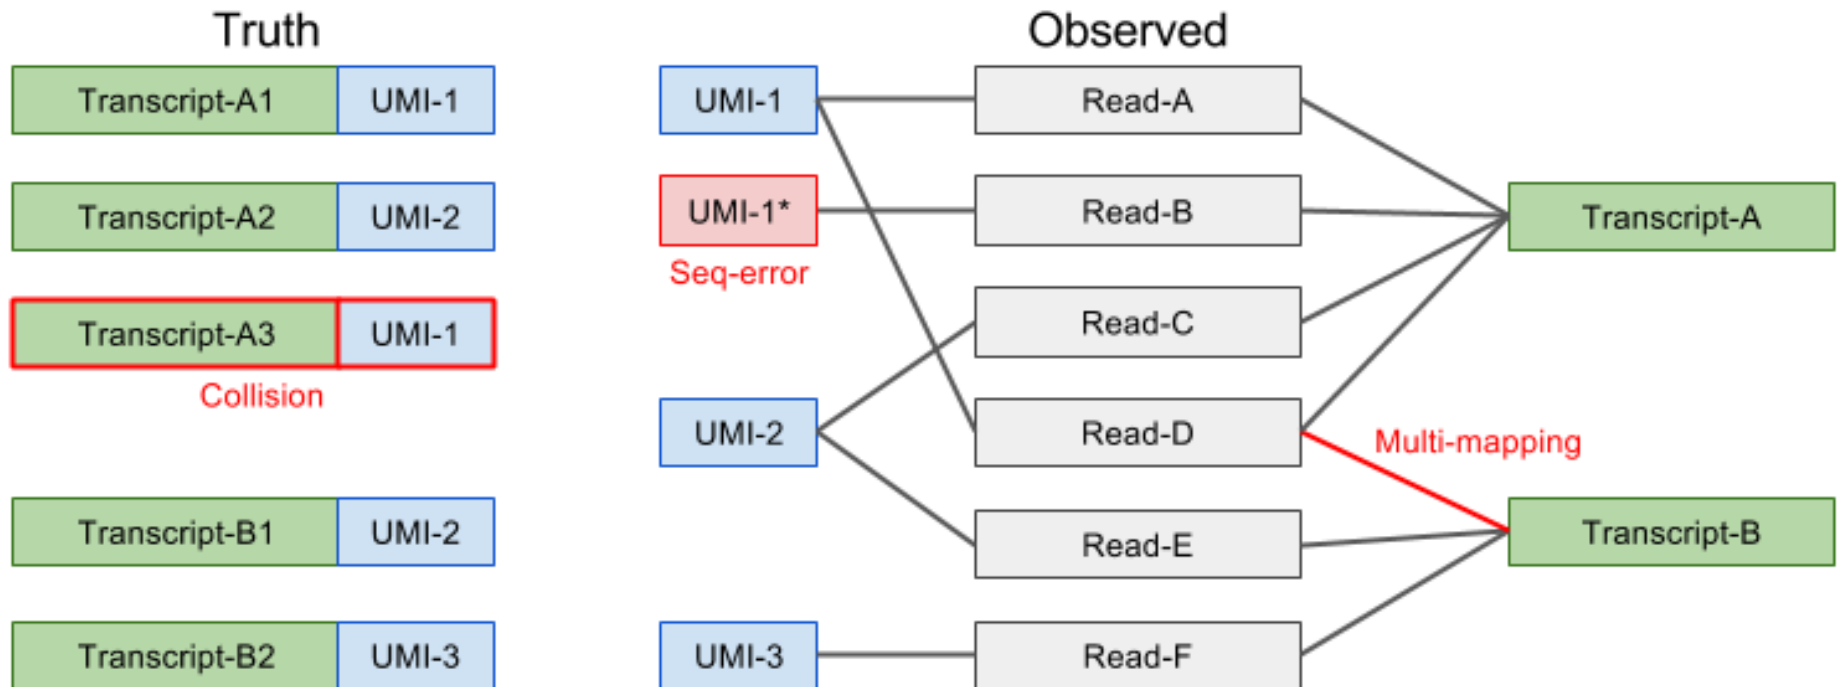 Truth
Observed
Transcript-A1 UMI-1
Transcript-A2 UMI-2
Transcript-A3 UMI-1
Collision
Transcript-B1 UMI-2
Transcript-B2 UMI-3
UMI-1
UMI-1*
Seq-error
UMI-2
UMI-3
Read-A
Read-B
Read-C
Read-D
Read-E
Read-F
Multi-mapping
Transcript-A
Transcript-B